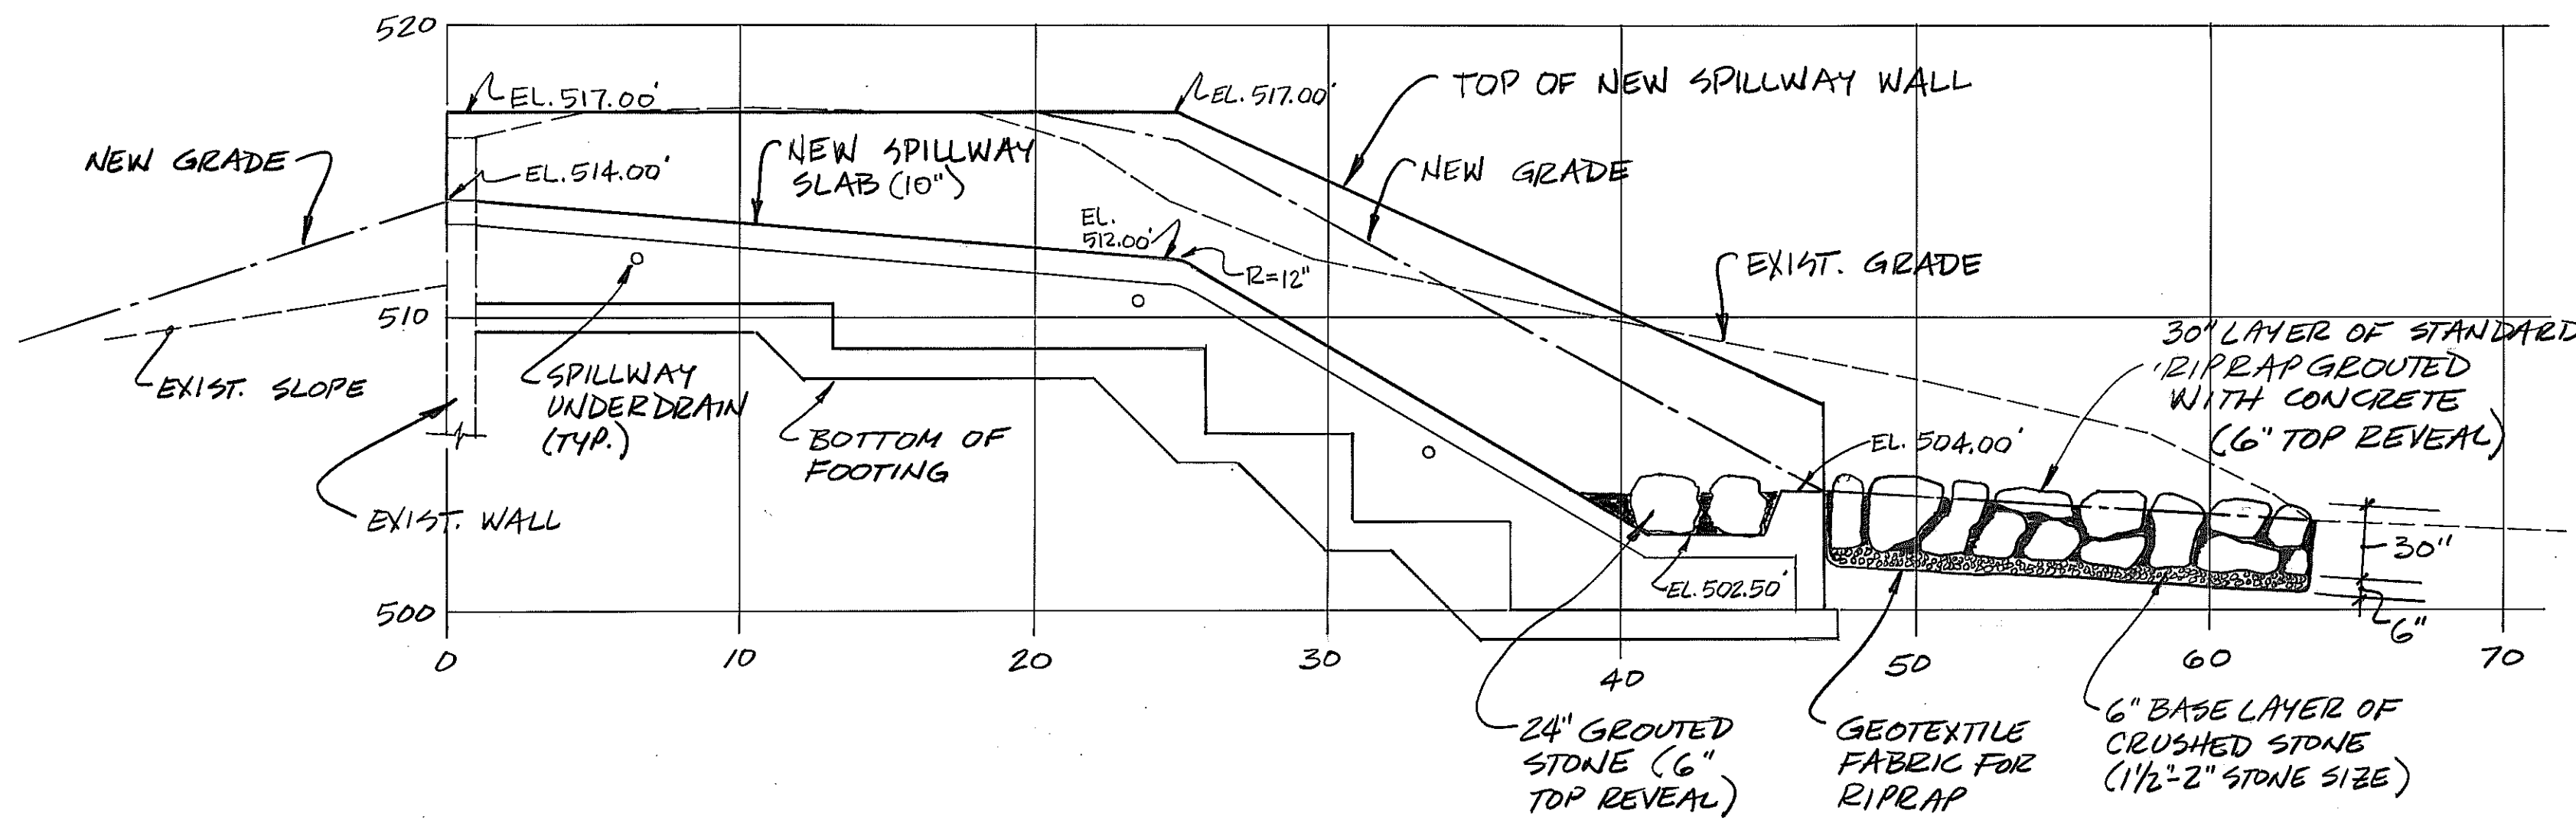 520
EL. 517.00'
EL. 517.00'
TOP OF NEW SPILLWAY WALL
NEW GRADE
NEW SPILLWAY
SLAB (10")
EL. 514.00'
NEW GRADE
EL.
512.00'
R=12"
EXIST. GRADE
510
30" LAYER OF STANDARD
RIPRAP GROUTED
WITH CONCRETE
(6" TOP REVEAL)
EXIST. SLOPE
SPILLWAY
UNDERDRAIN
(TYP.)
BOTTOM OF
FOOTING
EL. 504.00'
EXIST. WALL
30"
EL. 502.50'
500
6"
0
10
20
30
40
50
60
70
24" GROUTED
STONE (6"
TOP REVEAL)
GEOTEXTILE
FABRIC FOR
RIPRAP
6" BASE LAYER OF
CRUSHED STONE
(1 1/2"-2" STONE SIZE)